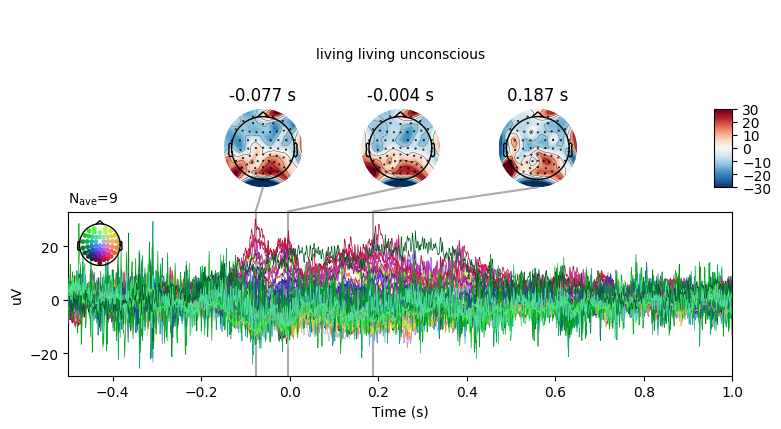 living living unconscious
-0.077 s -0.004 s 0.187 s
30
20
10
0
−10
−20
−30
Nave=9
uV
20
0
−20
−0.4 −0.2 0.0 0.2 0.4 0.6 0.8 1.0
Time (s)